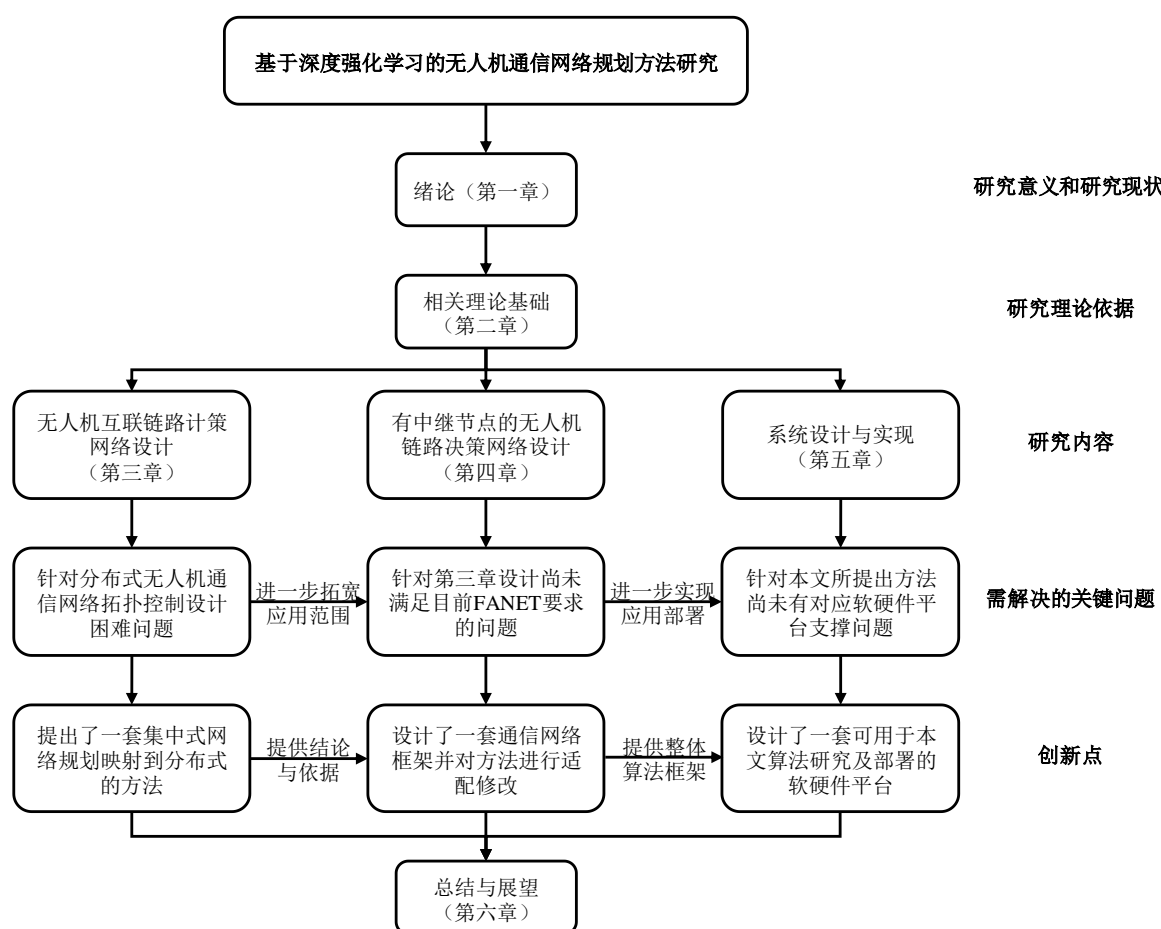 基于深度强化学习的无人机通信网络规划方法研究
绪论（第一章）
研究意义和研究现状
相关理论基础
（第二章）
研究理论依据
无人机互联链路计策
网络设计
（第三章）
有中继节点的无人机
链路决策网络设计
（第四章）
系统设计与实现
（第五章）
研究内容
针对分布式无人机通
信网络拓扑控制设计
困难问题
进一步拓宽
应用范围
针对第三章设计尚未
满足目前FANET要求
的问题
进一步实现
应用部署
针对本文所提出方法
尚未有对应软硬件平
台支撑问题
需解决的关键问题
提出了一套集中式网
络规划映射到分布式
的方法
提供结论
与依据
设计了一套通信网络
框架并对方法进行适
配修改
提供整体
算法框架
设计了一套可用于本
文算法研究及部署的
软硬件平台
创新点
总结与展望
（第六章）